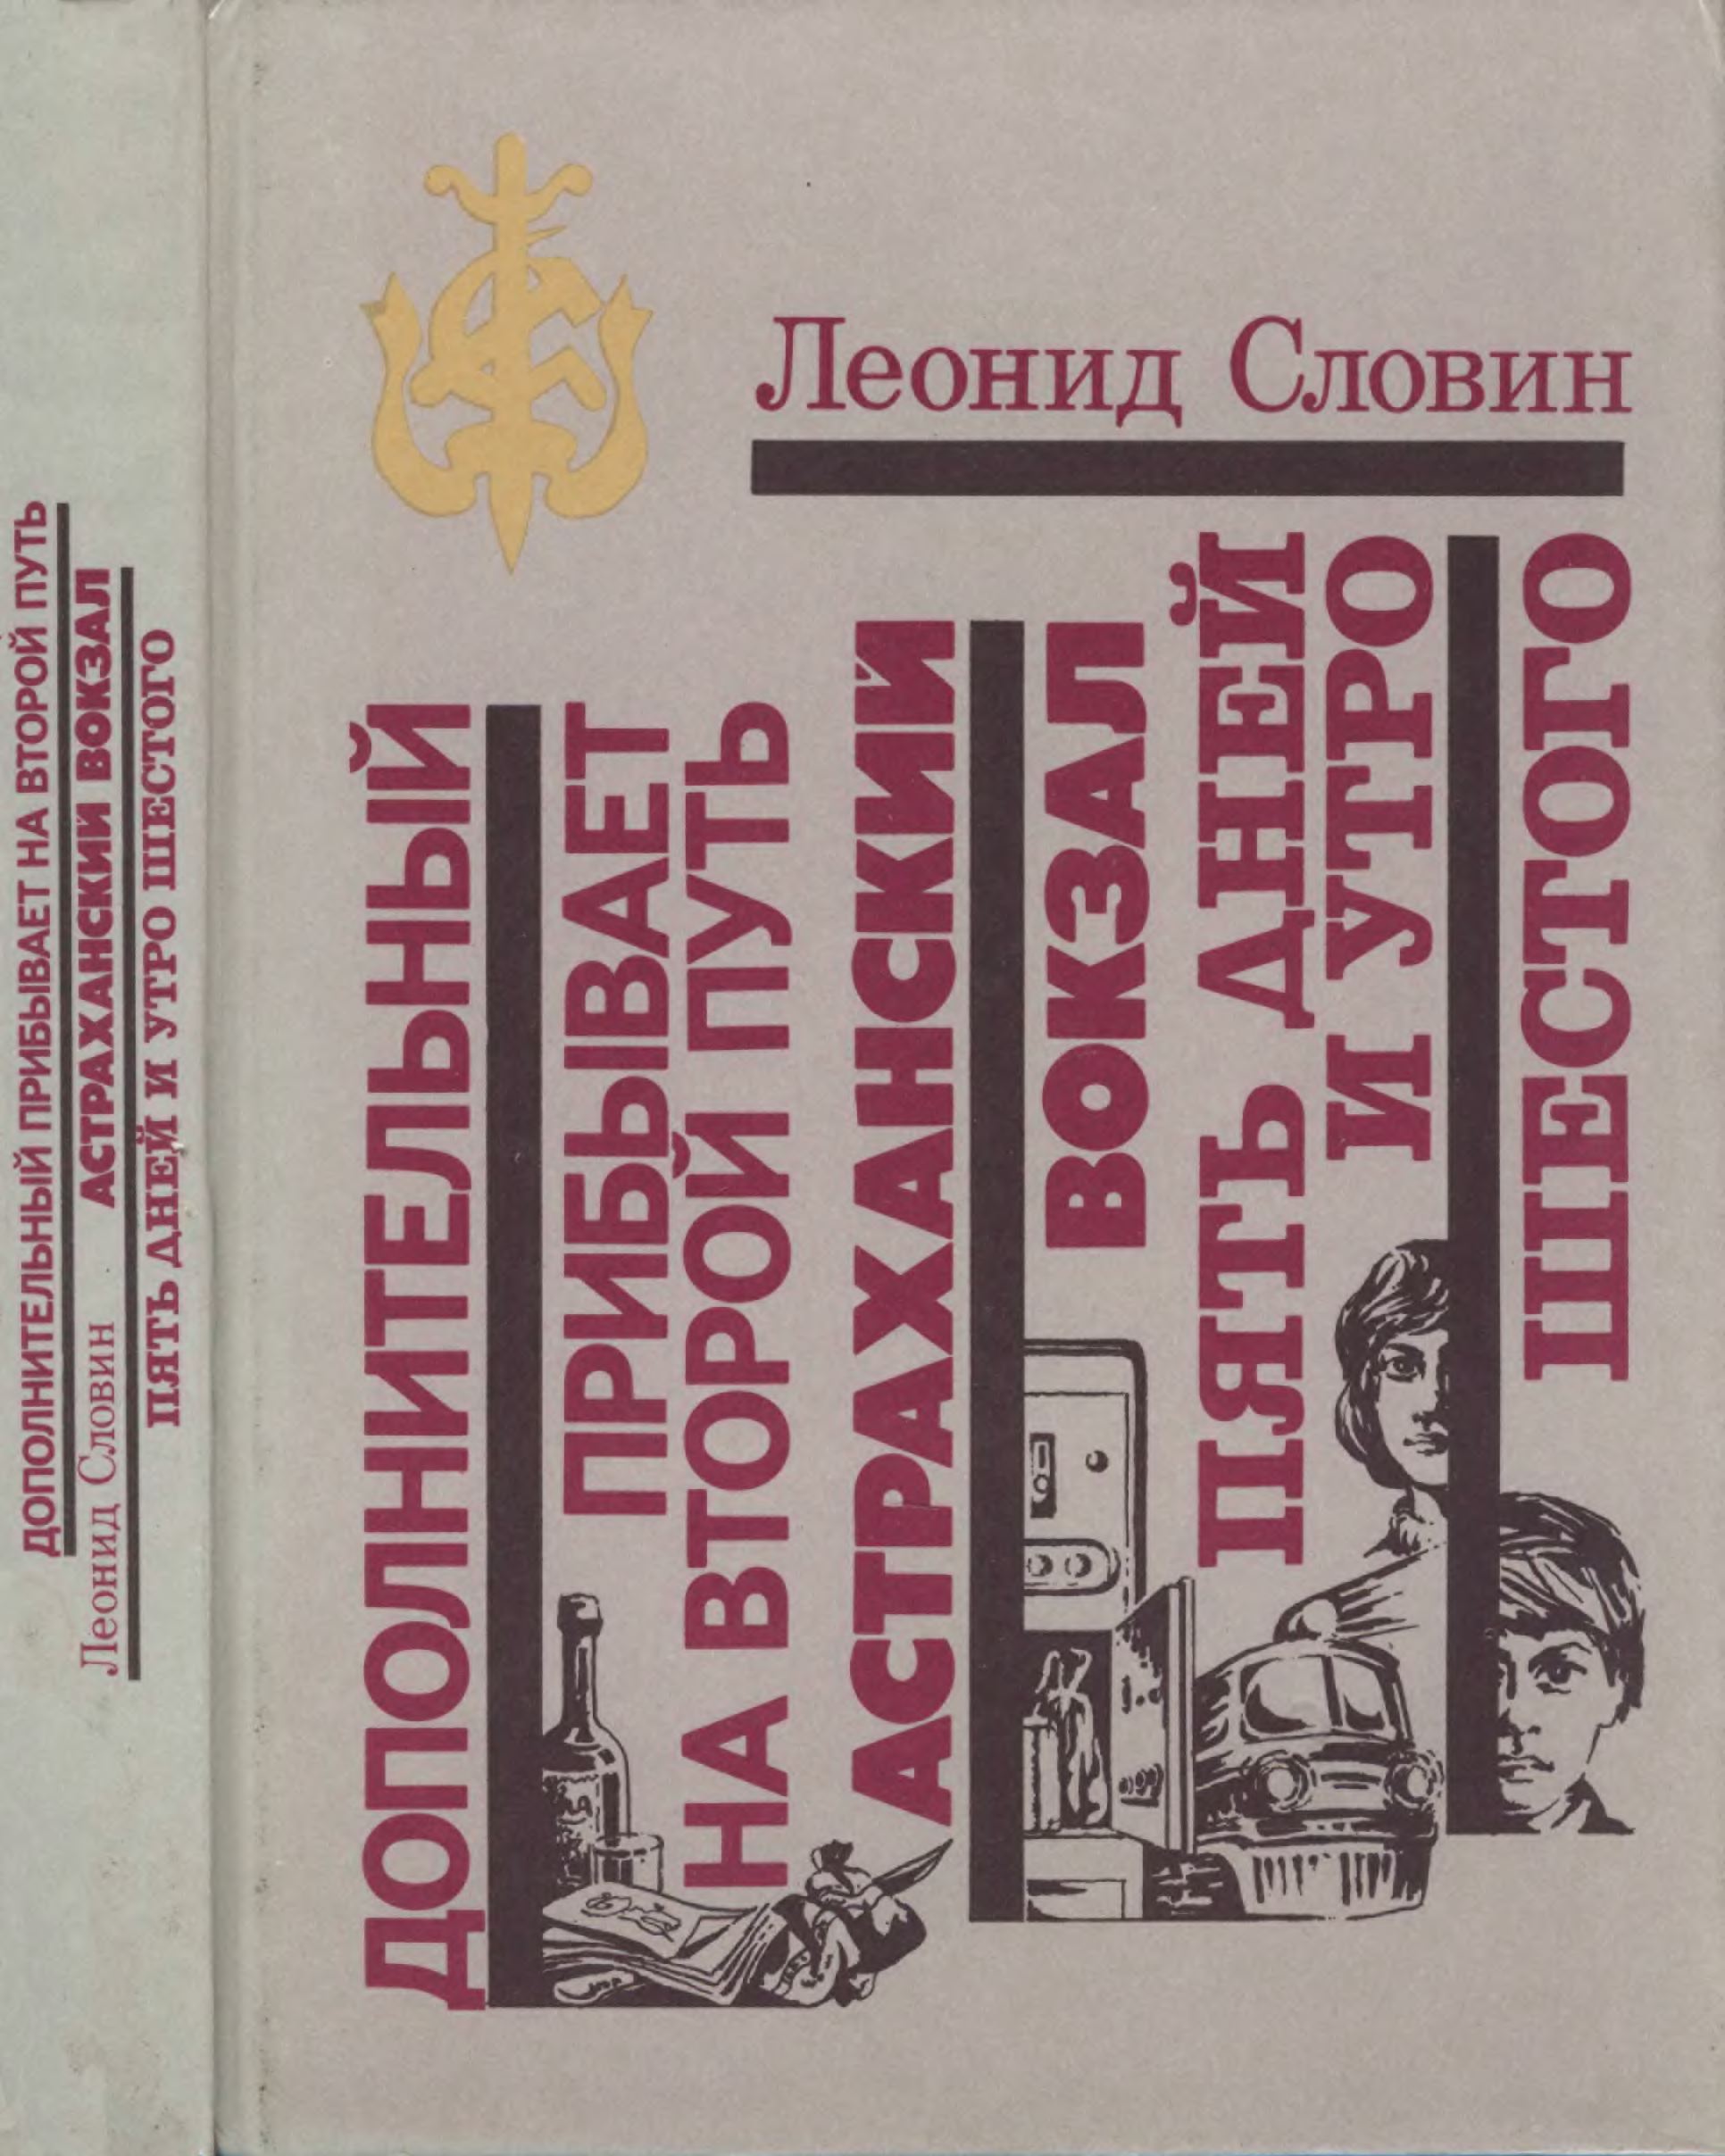 ДОПОЛНИТЕЛЬНЫЙ ПРИБЫВАЕТ НА ВТОРОЙ ПУТЬ
Леонид Словин АСТРАХАНСКИЙ ВОКЗАЛ
ПЯТЬ ДНЕЙ И УТРО ШЕСТОГО
Леонид Словин
ДОПОЛНИТЕЛЬНЫЙ
ПРИБЫВАЕТ
НА ВТОРОЙ ПУТЬ
АСТРАХАНСКИЙ
ВОКЗАЛ
ПЯТЬ ДНЕЙ
И УТРО
ШЕСТОГО